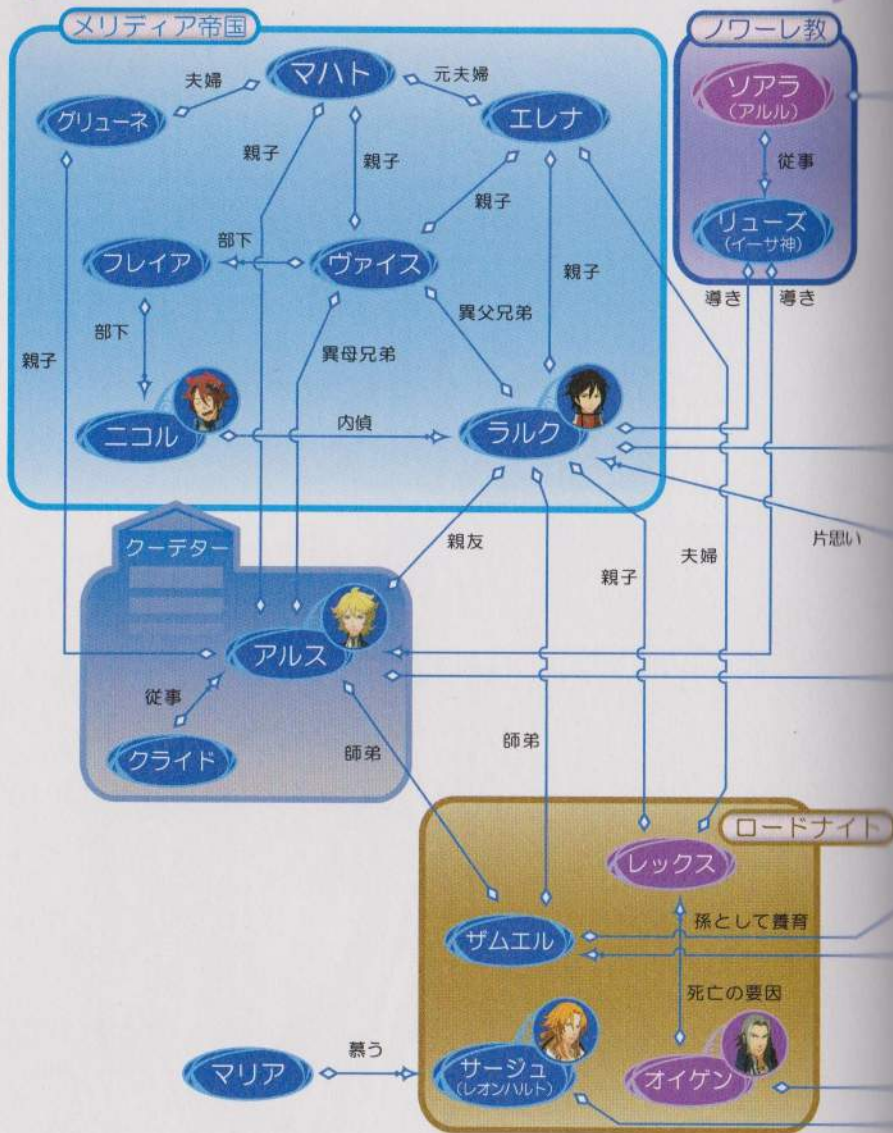 メリディア帝国
ノワーレ教
夫婦
マハト
元夫婦
グリューネ
エレナ
ソアラ
(アルル)
親子
親子
従事
親子
リューズ
(イーサ神)
部下
フレイア
ヴァイス
親子
導き
導き
部下
異父兄弟
親子
異母兄弟
ニコル
内偵
ラルク
クーデター
親友
片思い
親子
夫婦
アルス
従事
師弟
師弟
クライド
ロードナイト
レックス
孫として養育
ザムエル
死亡の要因
マリア
慕う
サージュ
(レオンハルト)
オイゲン